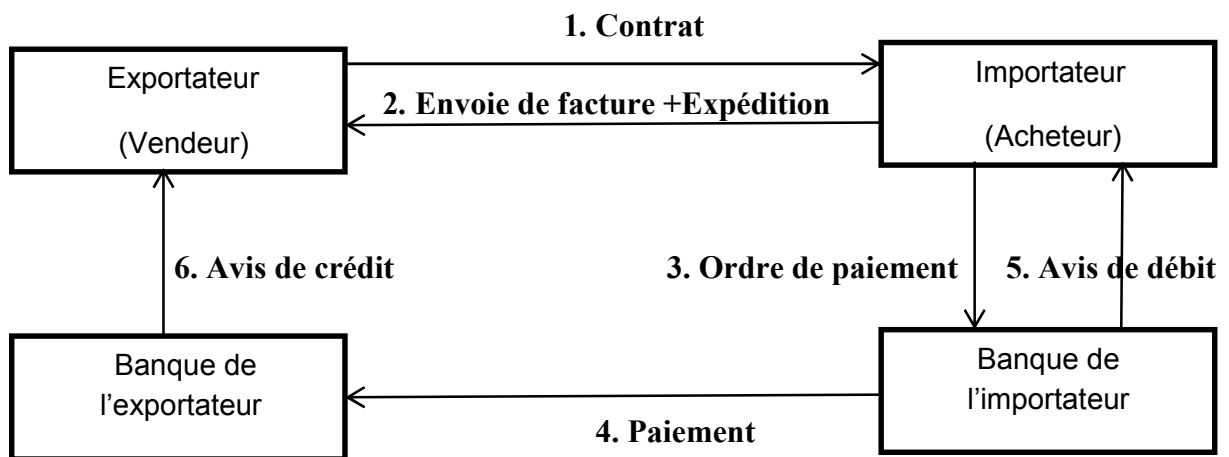 1. Contrat
Exportateur
(Vendeur)
Importateur
(Acheteur)
2. Envoie de facture +Expédition
6. Avis de crédit
3. Ordre de paiement
5. Avis de débit
Banque de
l’exportateur
Banque de
l’importateur
4. Paiement